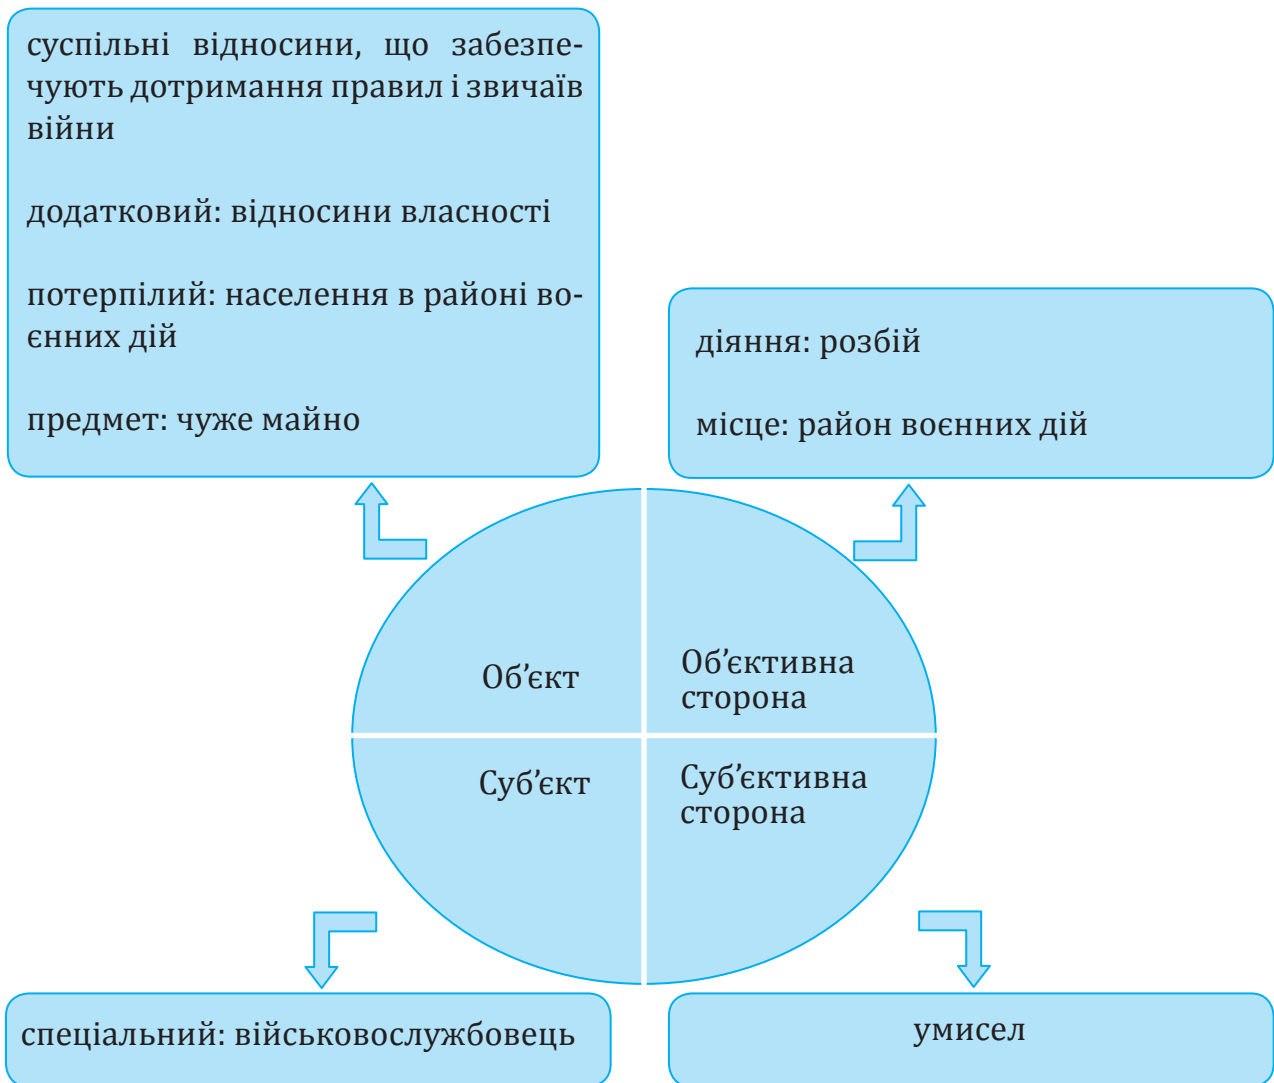 суспільні відносини, що забезпе-
чують дотримання правил і звичаїв
війни
додатковий: відносини власності
потерпілий: населення в районі во-
єнних дій
предмет: чуже майно
діяння: розбій
місце: район воєнних дій
Об’єкт
Об’єктивна
сторона
Суб’єкт
Суб’єктивна
сторона
спеціальний: військовослужбовець
умисел